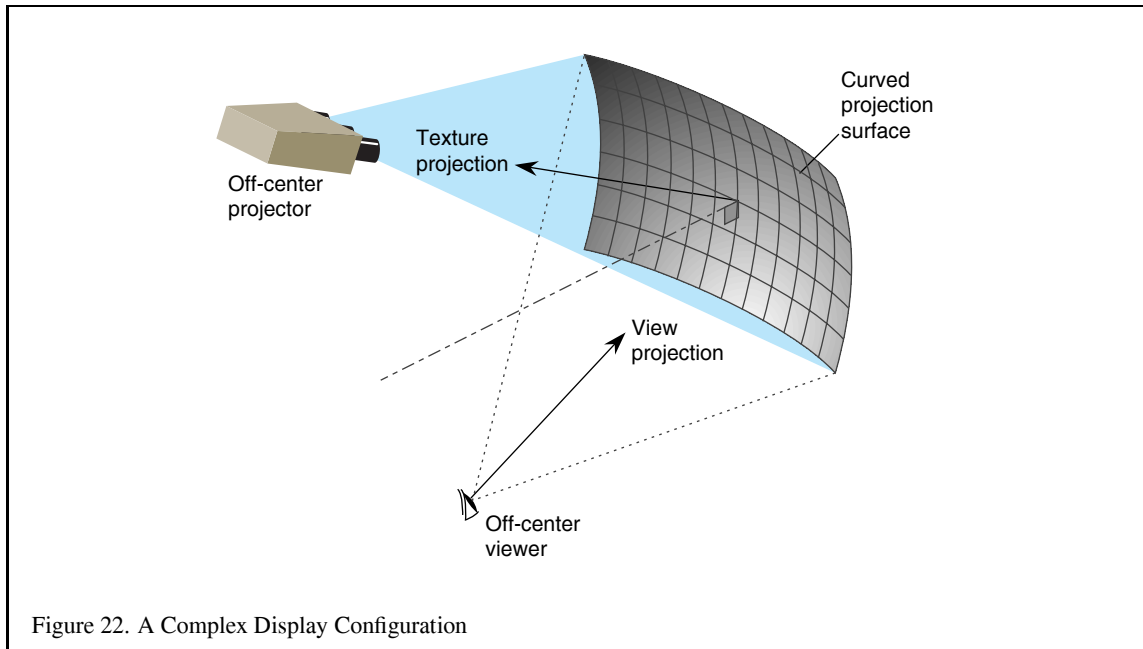 Curved
projection
surface
Texture
projection
Off-center
projector
View
projection
Off-center
viewer
Figure 22. A Complex Display Configuration